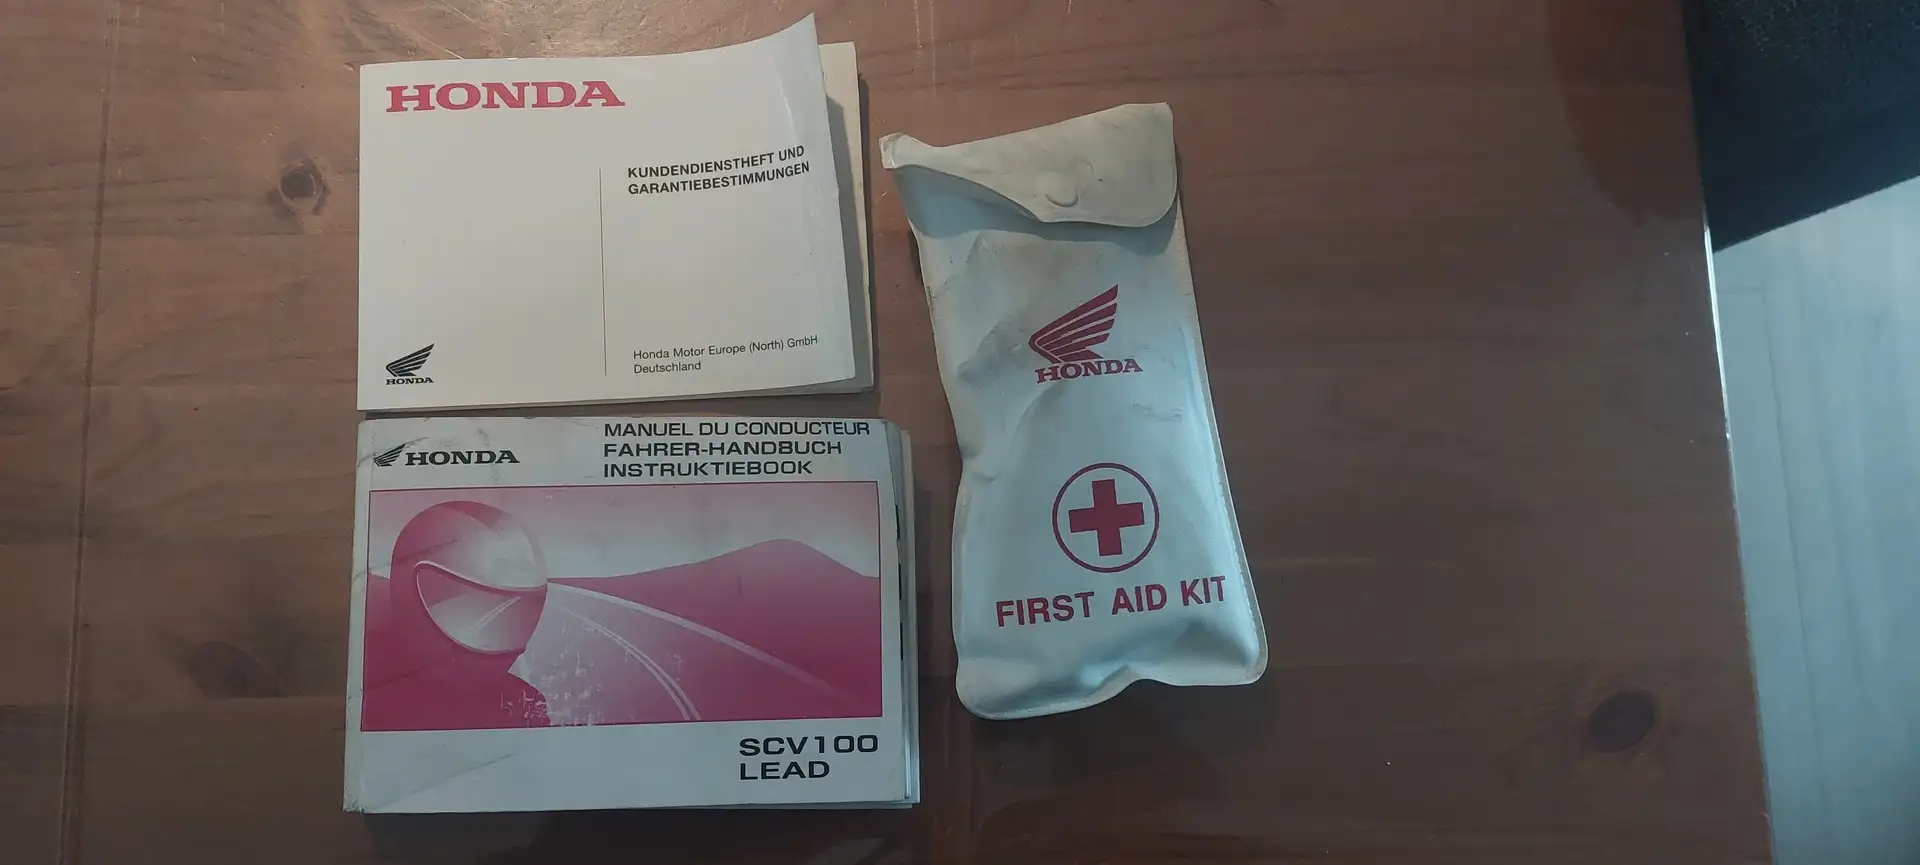 HONDA
KUNDENDIENSTHEFT UND
GARANTIEBESTIMMUNGEN
Honda Motor Europe (North) GmbH
Deutschland
HONDA
HONDA
MANUEL DU CONDUCTEUR
FAHRER-HANDBUCH
INSTRUKTIEBOOK
SCV100
LEAD
HONDA
FIRST AID KIT